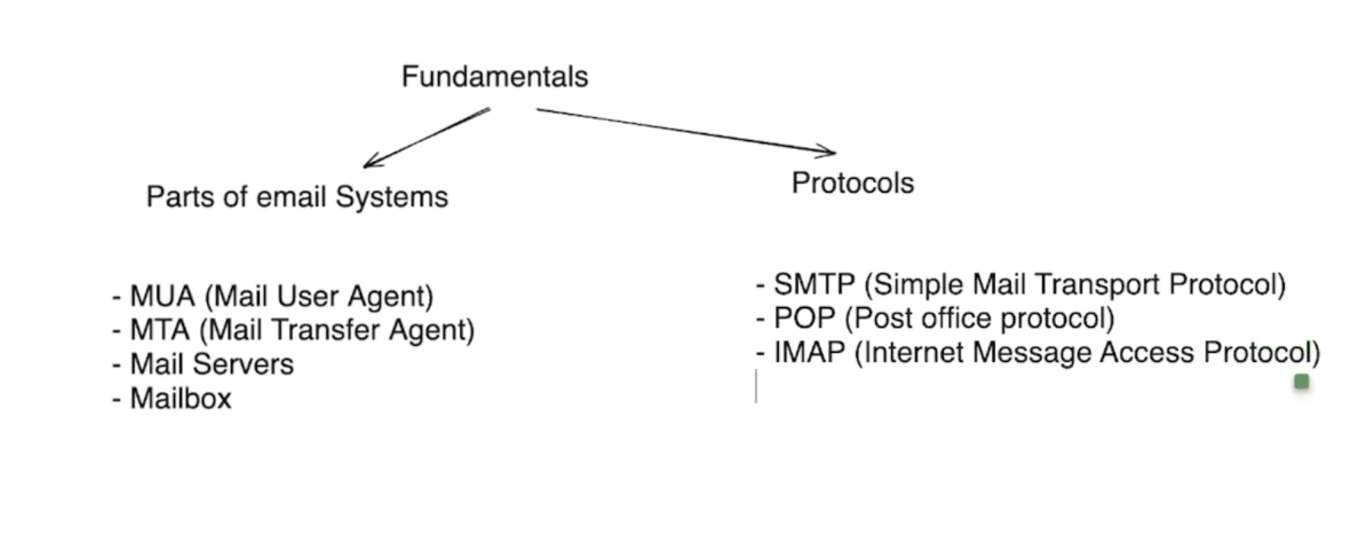 Fundamentals
Parts of email Systems
- MUA (Mail User Agent)
- MTA (Mail Transfer Agent)
- Mail Servers
- Mailbox
Protocols
- SMTP (Simple Mail Transport Protocol)
- POP (Post office protocol)
- IMAP (Internet Message Access Protocol)